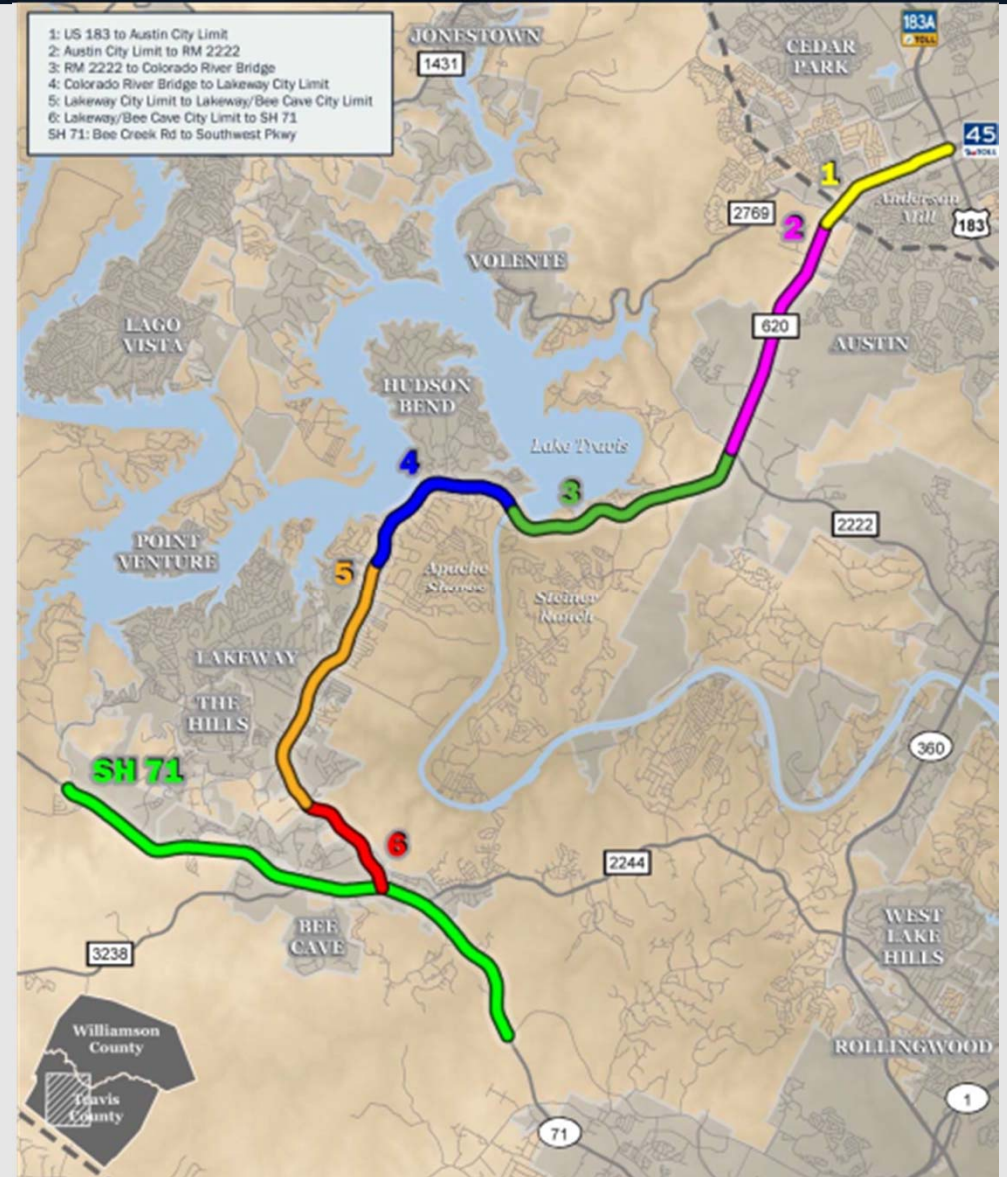 1: US 183 to Austin City Limit
2: Austin City Limit to RM 2222
3: RM 2222 to Colorado River Bridge
4: Colorado River Bridge to Lakeway City Limit
5: Lakeway City Limit to Lakeway/Bee Cave City Limit
6: Lakeway/Bee Cave City Limit to SH 71
SH 71: Bee Creek Rd to Southwest Pkwy
JONESTOWN
1431
183A
TOLL
CEDAR
PARK
45
TOLL
1
Anderson
Mill
2769
2
183
VOLENTE
LAGO
VISTA
620
AUSTIN
HUDSON
BEND
Lake Travis
4
3
2222
POINT
VENTURE
5
Apache
Shores
Steiner
Ranch
LAKEWAY
THE
HILLS
360
SH 71
6
2244
BEE
CAVE
WEST
LAKE
HILLS
3238
Williamson
County
Travis
County
ROLLINGWOOD
1
71